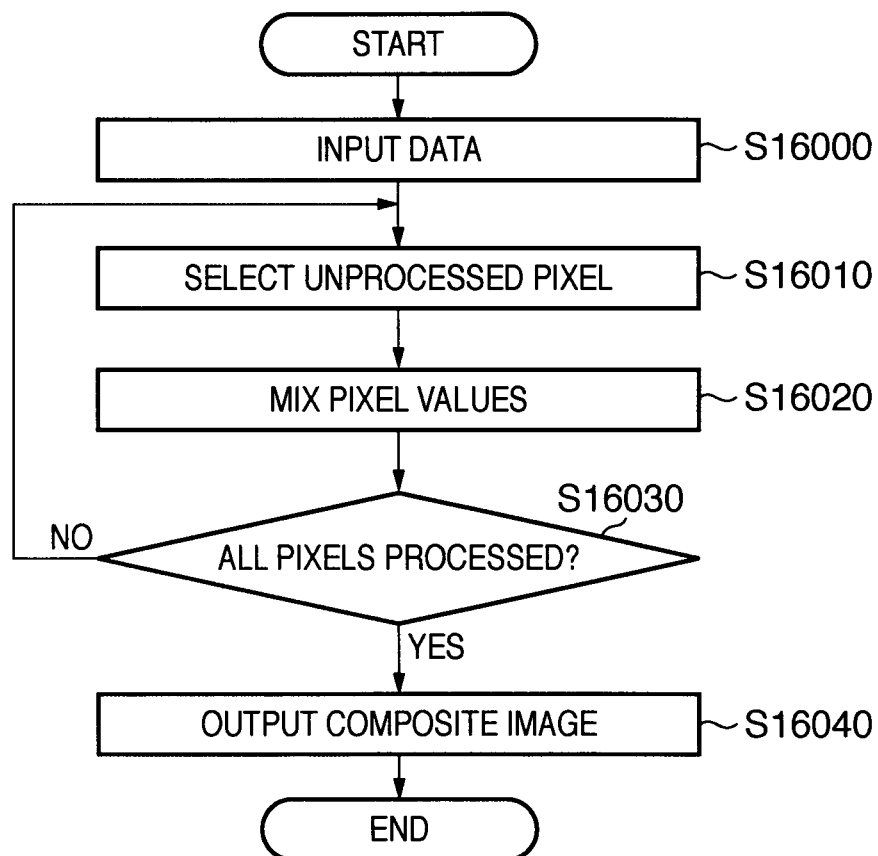 START
INPUT DATA
S16000
SELECT UNPROCESSED PIXEL
S16010
MIX PIXEL VALUES
S16020
S16030
NO
ALL PIXELS PROCESSED?
YES
OUTPUT COMPOSITE IMAGE
S16040
END